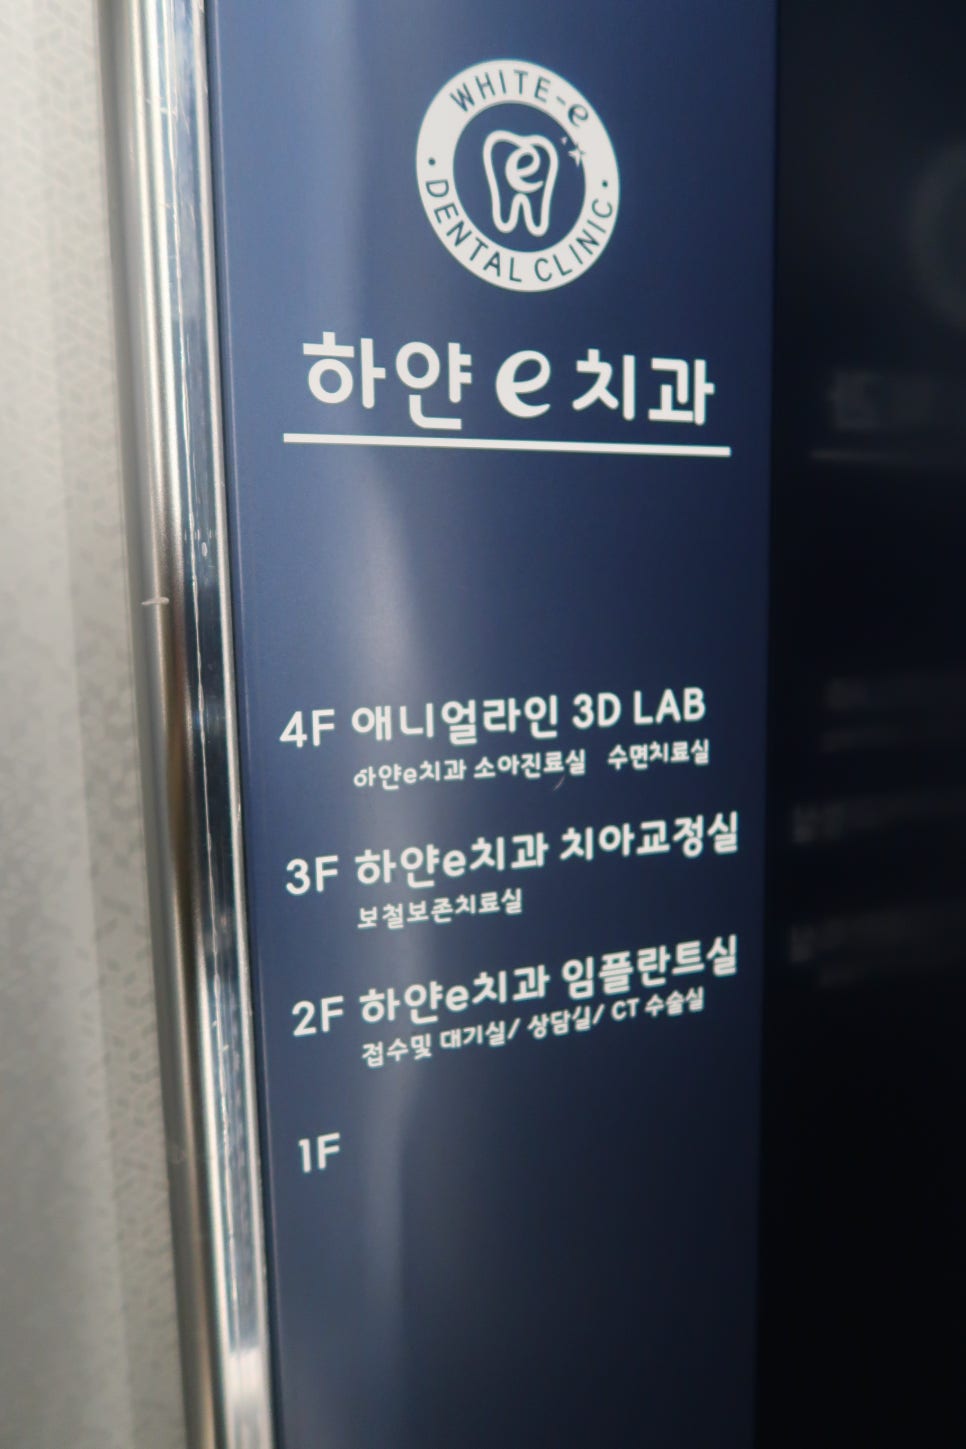 WHITE-e
e
DENTAL CLINIC
하얀 e 치과
4F 애니얼라인 3D LAB
하얀e치과 소아진료실 수면치료실
3F 하얀e치과 치아교정실
보철보존치료실
2F 하얀e치과 임플란트실
접수및 대기실/ 상담실/ CT 수술실
1F